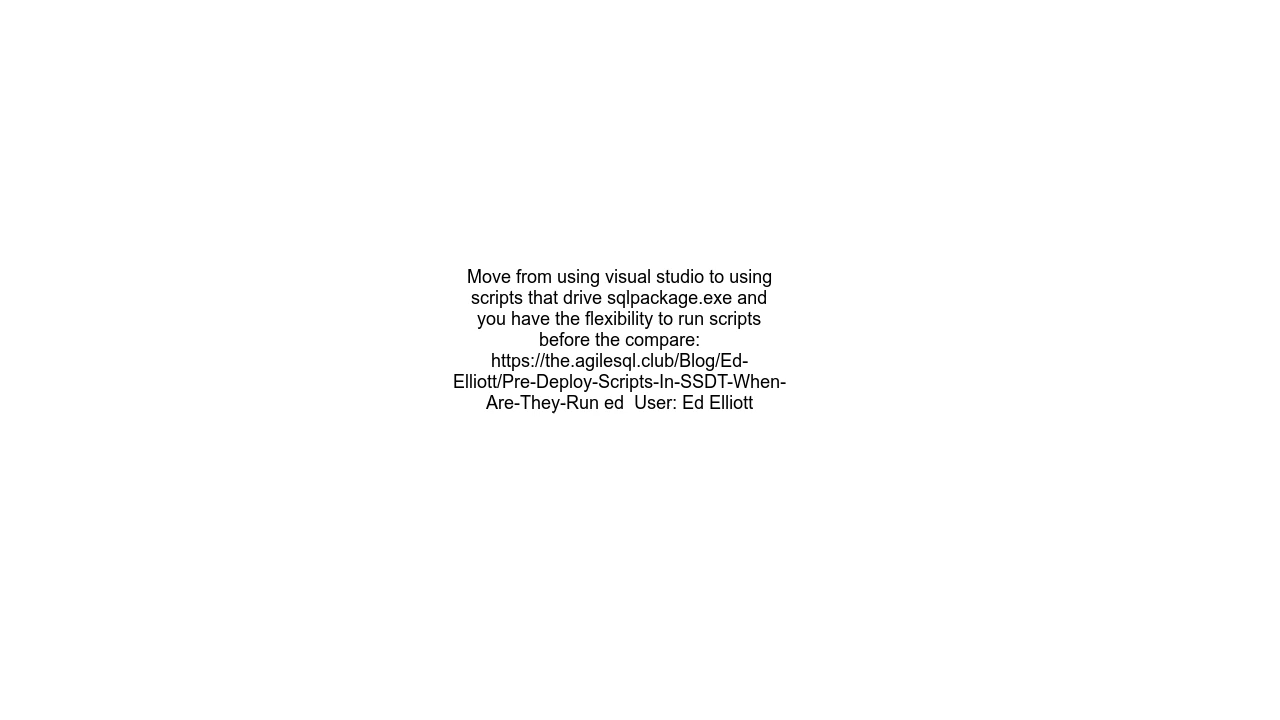 Move from using visual studio to using
scripts that drive sqlpackage.exe and
you have the flexibility to run scripts
before the compare:
https://the.agilesql.club/Blog/Ed-
Elliott/Pre-Deploy-Scripts-In-SSDT-When-
Are-They-Run ed  User: Ed Elliott